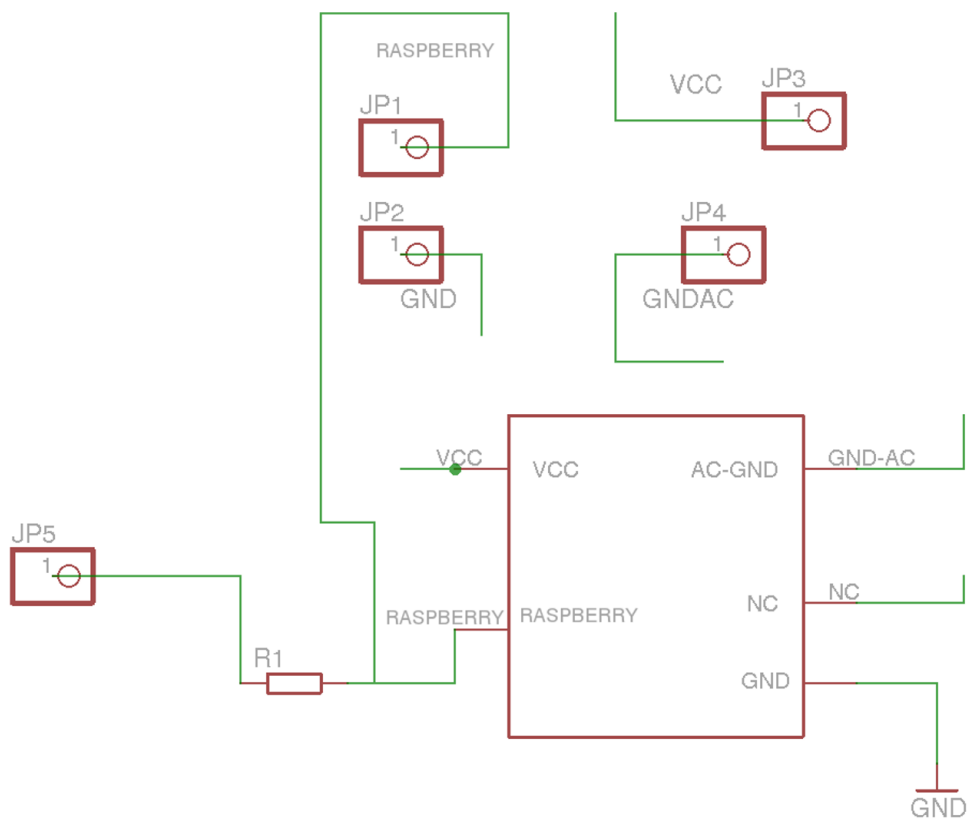 RASPBERRY
VCC
JP3
1
JP1
1
JP2
1
GND
JP4
1
GNDAC
VCC
VCC
AC-GND
GND-AC
JP5
1
NC
NC
RASPBERRY
RASPBERRY
R1
GND
GND